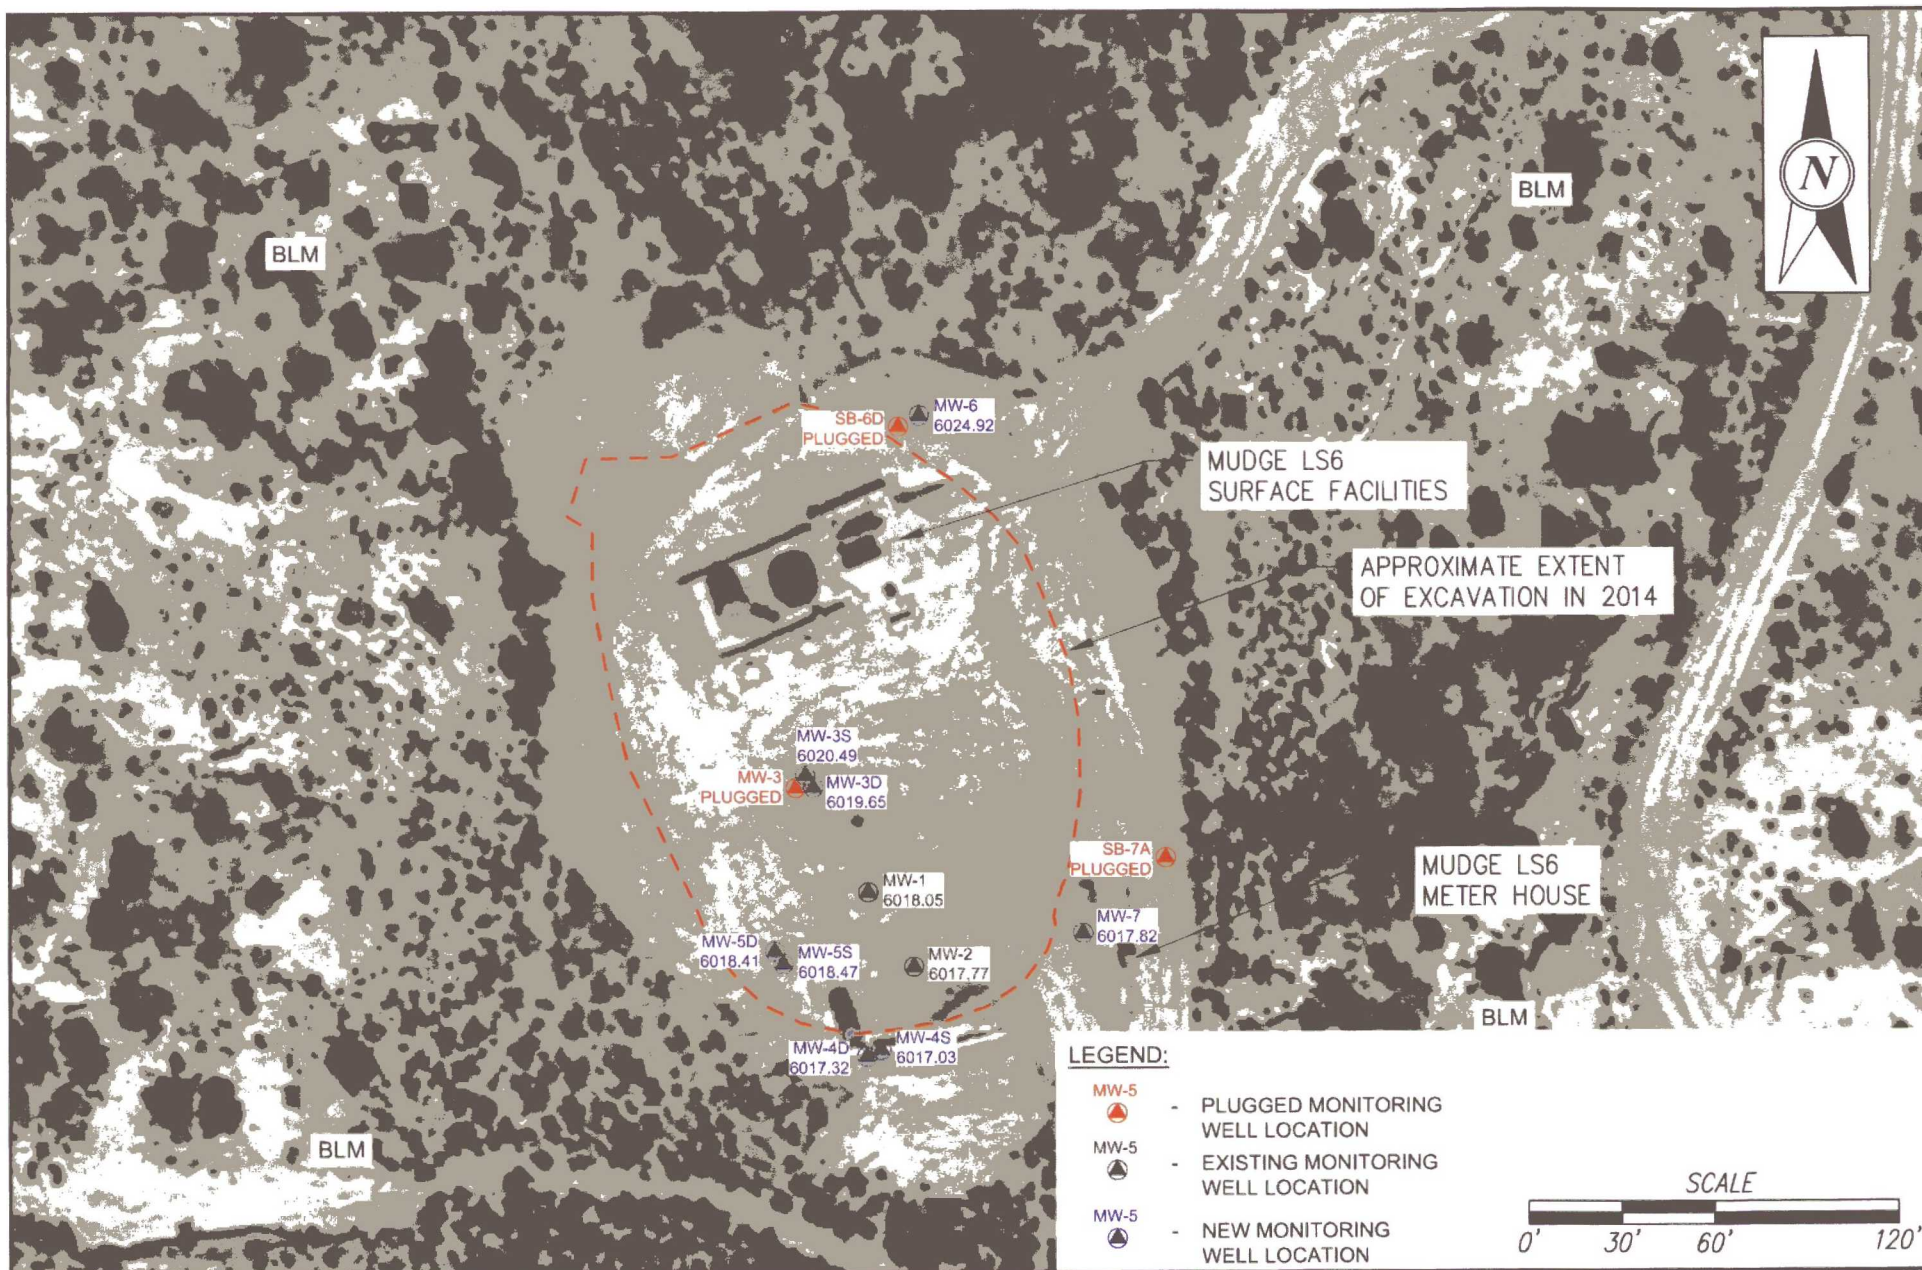 N
BLM
BLM
MW-6
6024.92
SB-6D
PLUGGED
MUDGE LS6
SURFACE FACILITIES
APPROXIMATE EXTENT
OF EXCAVATION IN 2014
MW-3S
6020.49
MW-3
PLUGGED
MW-3D
6019.65
SB-7A
PLUGGED
MUDGE LS6
METER HOUSE
MW-1
6018.05
MW-7
6017.82
MW-5D
6018.41
MW-5S
6018.47
MW-2
6017.77
BLM
MW-4D
6017.32
MW-4S
6017.03
BLM
LEGEND:
MW-5
- PLUGGED MONITORING
WELL LOCATION
MW-5
- EXISTING MONITORING
WELL LOCATION
MW-5
- NEW MONITORING
WELL LOCATION
SCALE
0' 30' 60' 120'